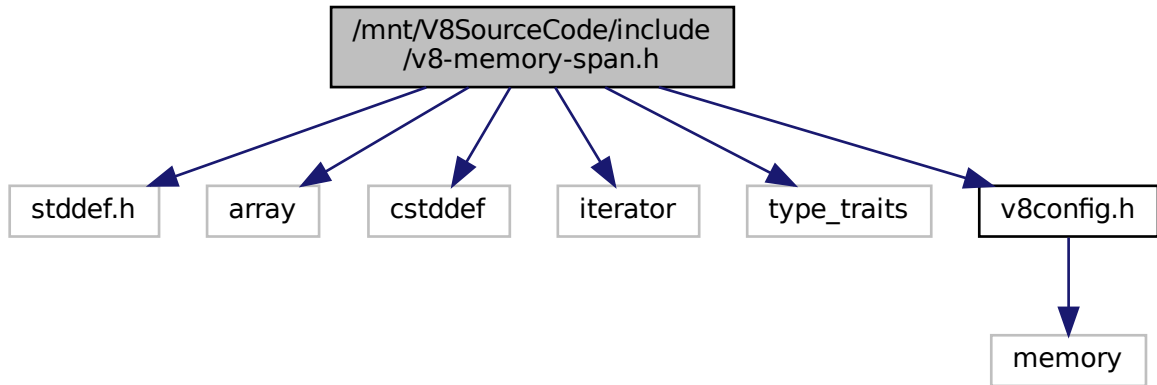 /mnt/V8SourceCode/include
/v8-memory-span.h
stddef.h
array
cstddef
iterator
type_traits
v8config.h
memory